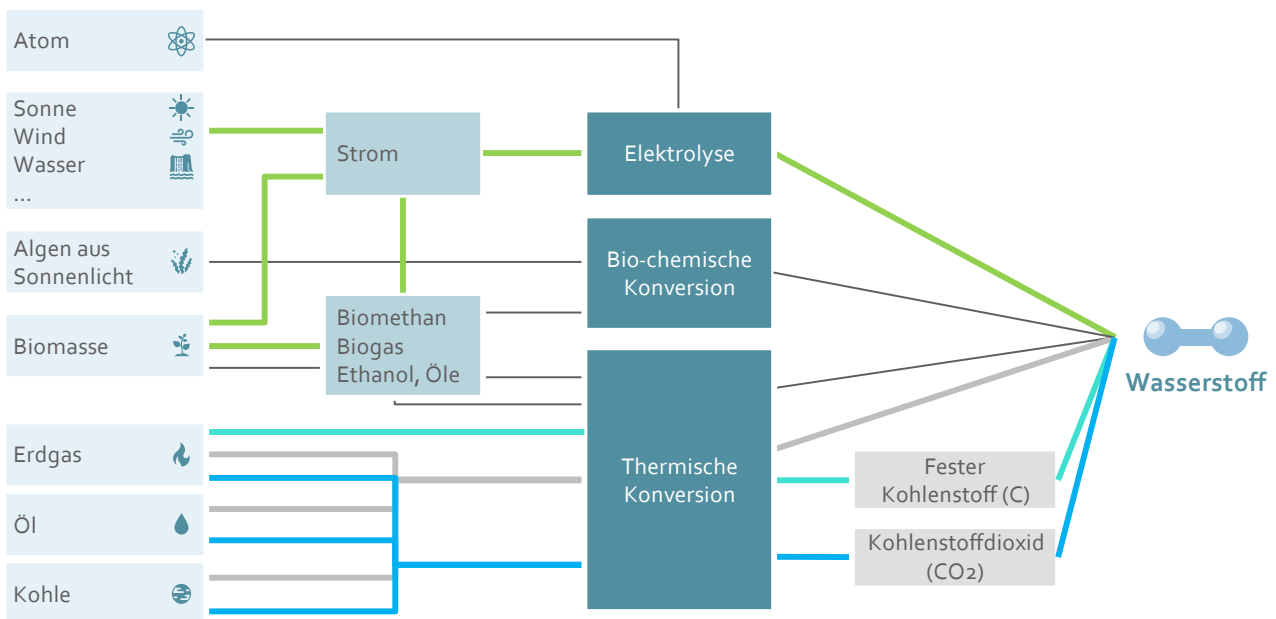 Atom
Sonne
Wind
Wasser
...
Algen aus
Sonnenlicht
Biomasse
Erdgas
Öl
Kohle
Strom
Biomethan
Biogas
Ethanol, Öle
Elektrolyse
Bio-chemische
Konversion
Thermische
Konversion
Fester
Kohlenstoff (C)
Kohlenstoffdioxid
(CO2)
Wasserstoff